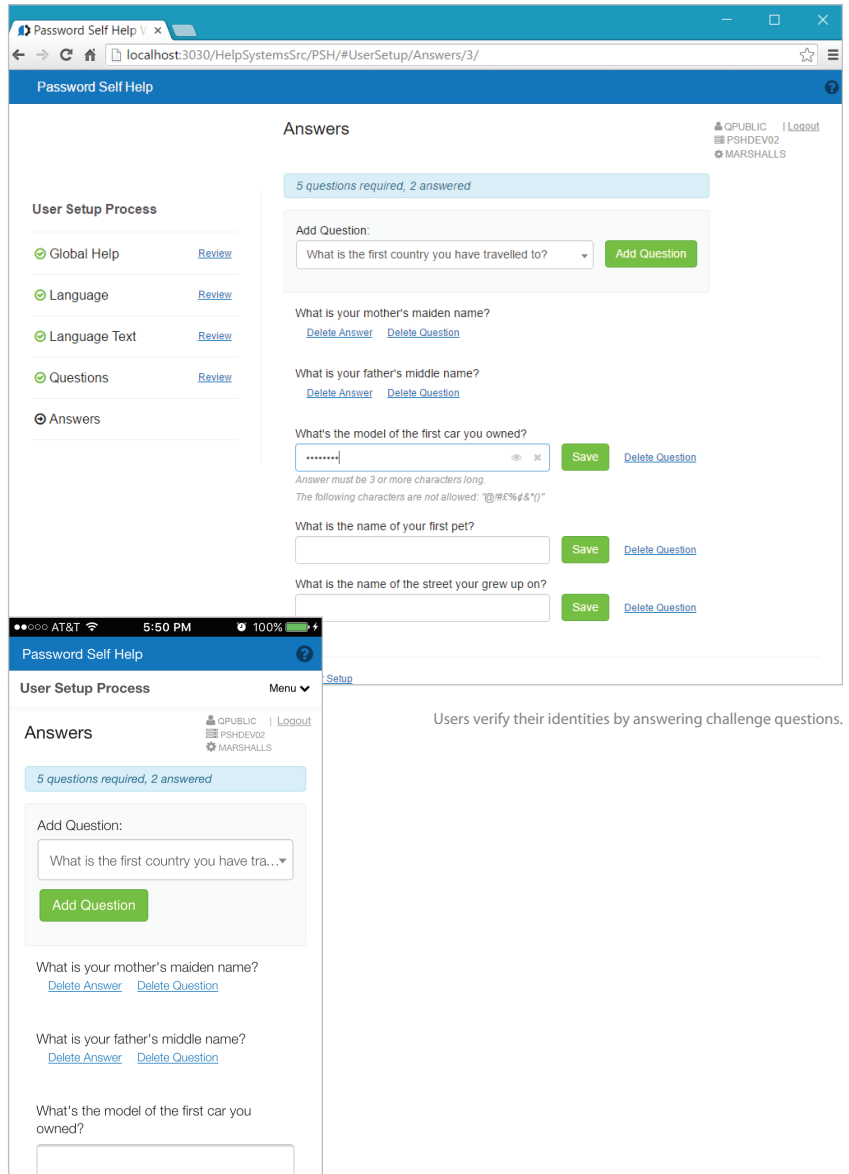 Password Self Help V
localhost:3030/HelpSystemsSrc/PSH/#UserSetup/Answers/3/
Password Self Help
Answers
QPUBLIC | Logout
PSHDEV02
MARSHALLS
5 questions required, 2 answered
User Setup Process
Global Help Review
Language Review
Language Text Review
Questions Review
Answers
Add Question:
What is the first country you have travelled to? Add Question
What is your mother's maiden name?
Delete Answer Delete Question
What is your father's middle name?
Delete Answer Delete Question
What's the model of the first car you owned?
•••••••• Save Delete Question
Answer must be 3 or more characters long.
The following characters are not allowed: "@!#£%¢&*()"
What is the name of your first pet?
Save Delete Question
What is the name of the street your grew up on?
Save Delete Question
Setup
AT&T 5:50 PM 100%
Password Self Help
User Setup Process Menu
Answers
QPUBLIC | Logout
PSHDEV02
MARSHALLS
5 questions required, 2 answered
Add Question:
What is the first country you have tra...
Add Question
What is your mother's maiden name?
Delete Answer Delete Question
What is your father's middle name?
Delete Answer Delete Question
What's the model of the first car you
owned?
Users verify their identities by answering challenge questions.